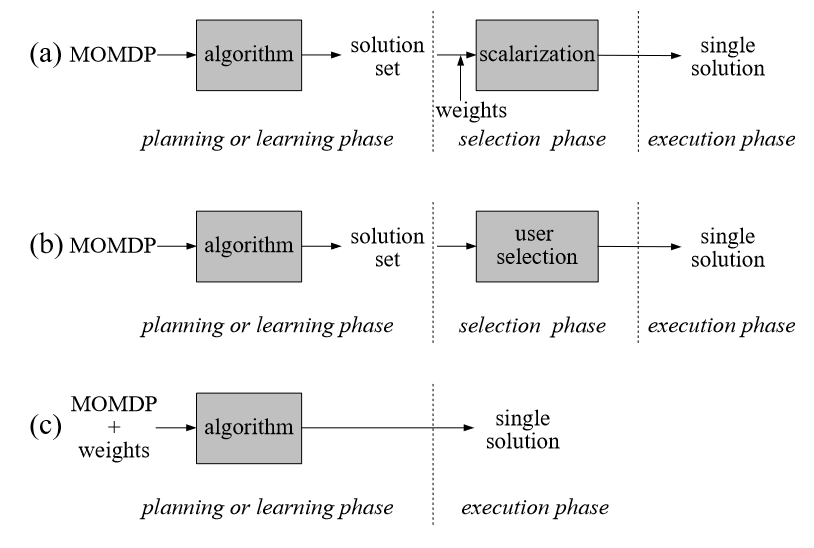 (a) MOMDP algorithm solution set scalarization single solution
weights
planning or learning phase selection phase execution phase
(b) MOMDP algorithm solution set user selection single solution
planning or learning phase selection phase execution phase
(c) MOMDP + weights algorithm single solution
planning or learning phase execution phase